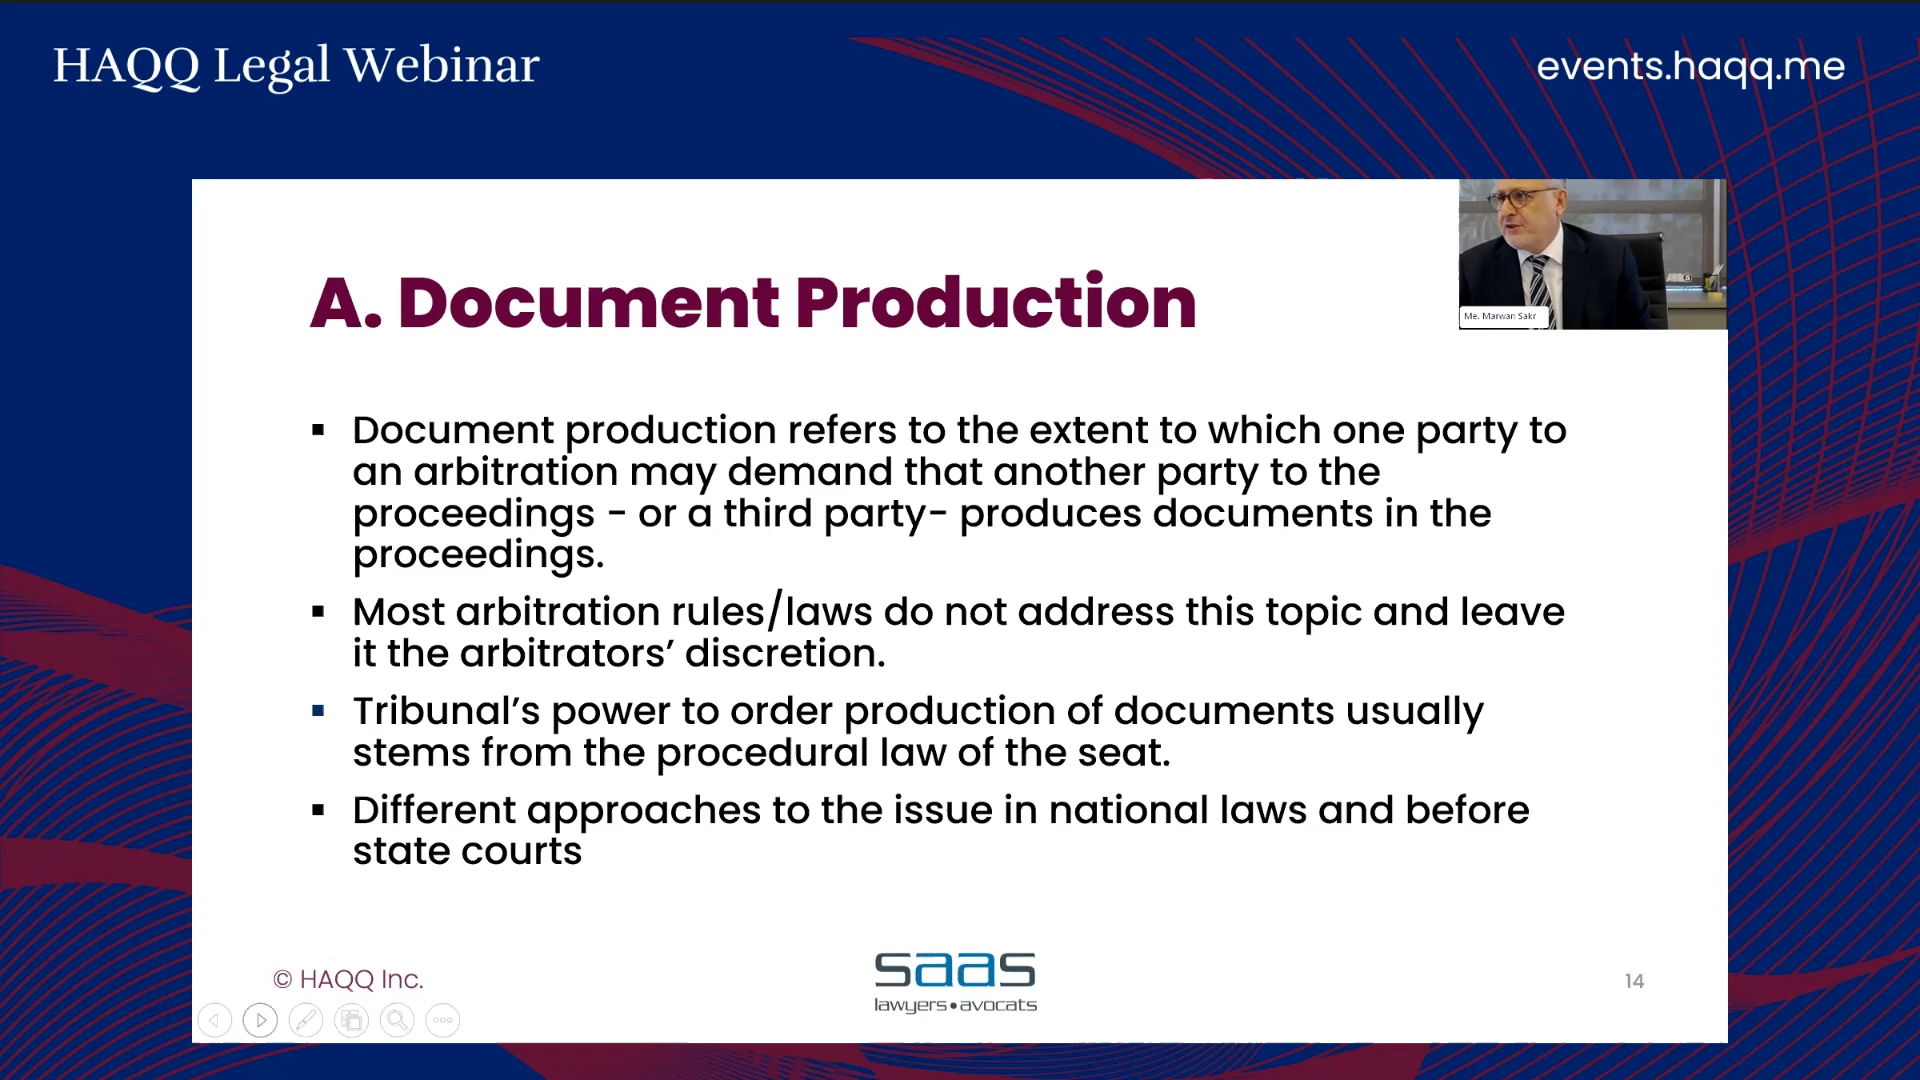 HAQQ Legal Webinar
events.haqq.me
A. Document Production
Me. Marwan Sakr
▪ Document production refers to the extent to which one party to
an arbitration may demand that another party to the
proceedings - or a third party- produces documents in the
proceedings.
▪ Most arbitration rules/laws do not address this topic and leave
it the arbitrators’ discretion.
▪ Tribunal’s power to order production of documents usually
stems from the procedural law of the seat.
▪ Different approaches to the issue in national laws and before
state courts
© HAQQ Inc.
saas
lawyers•avocats
14